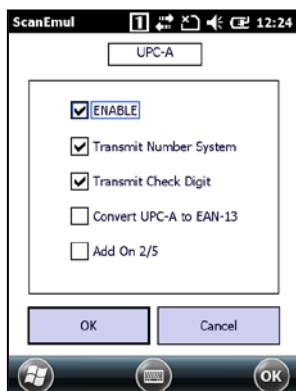 ScanEmul 1 12:24
UPC-A
ENABLE
Transmit Number System
Transmit Check Digit
Convert UPC-A to EAN-13
Add On 2/5
OK Cancel
OK